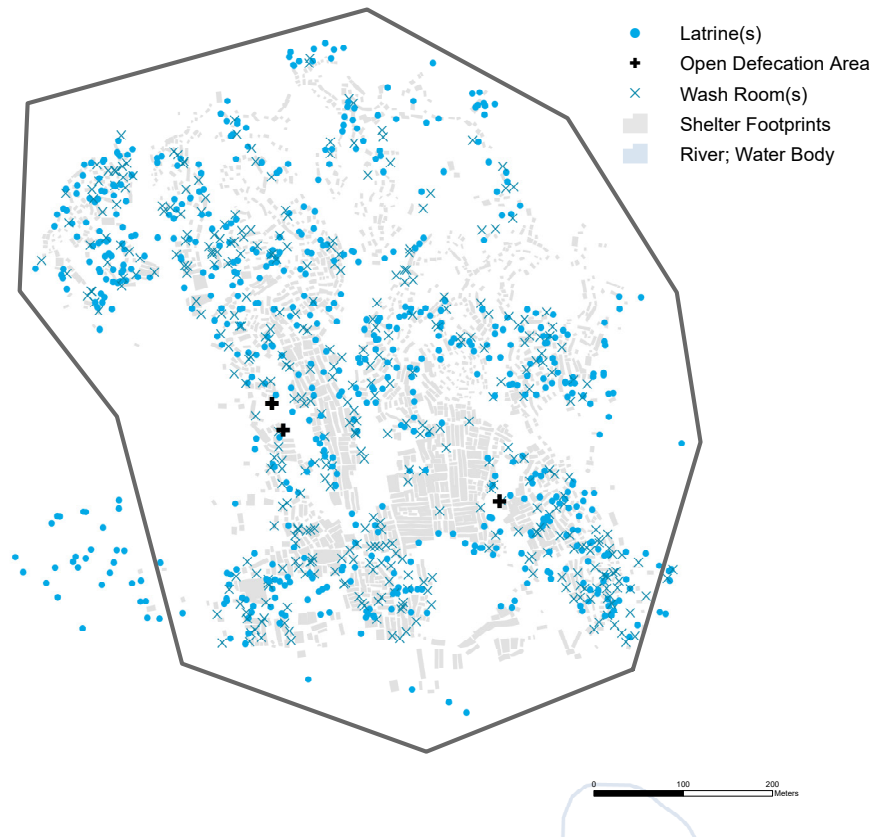 Latrine(s)
Open Defecation Area
Wash Room(s)
Shelter Footprints
River; Water Body
0 100 200
Meters